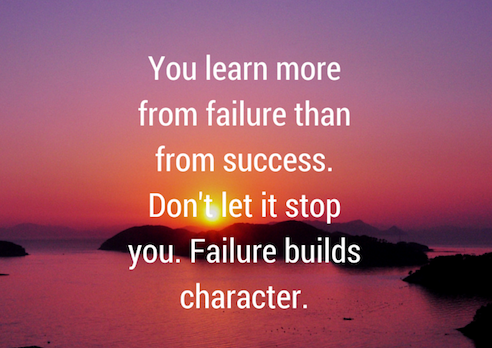 You learn more
from failure than
from success.
Don't let it stop
you. Failure builds
character.